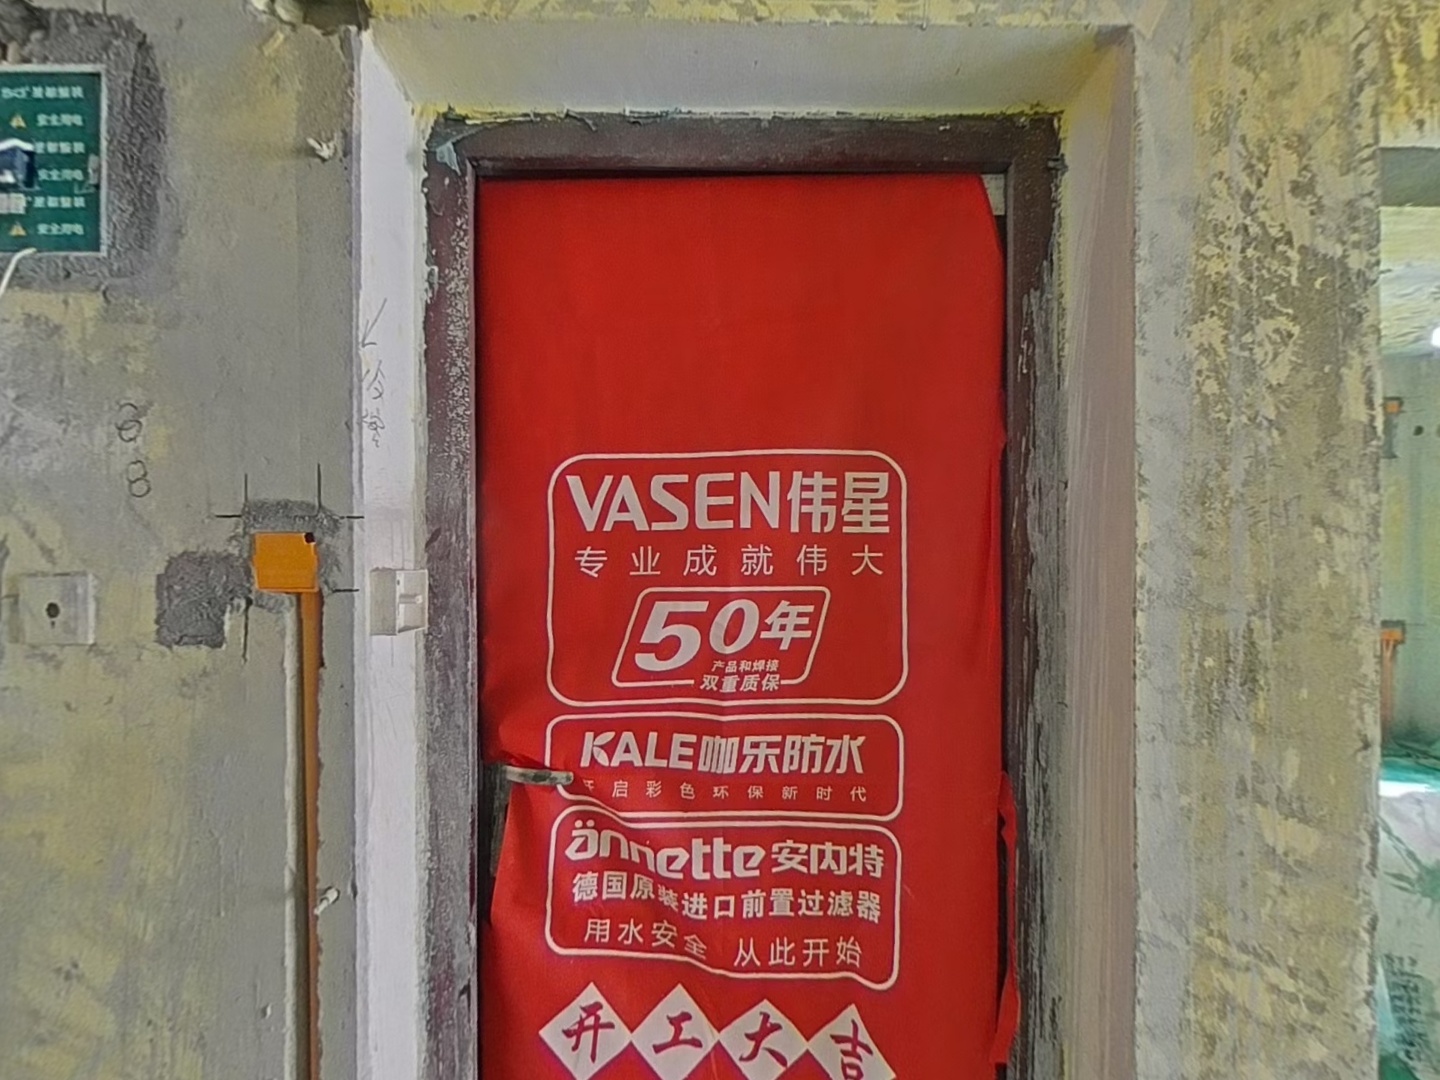 安全用电
安全用电
安全用电
6
8
VASEN伟星
专业成就伟大
50年
产品和焊接
双重质保
KALE咖乐防水
开启彩色环保新时代
ännette安内特
德国原装进口前置过滤器
用水安全 从此开始
开工大吉